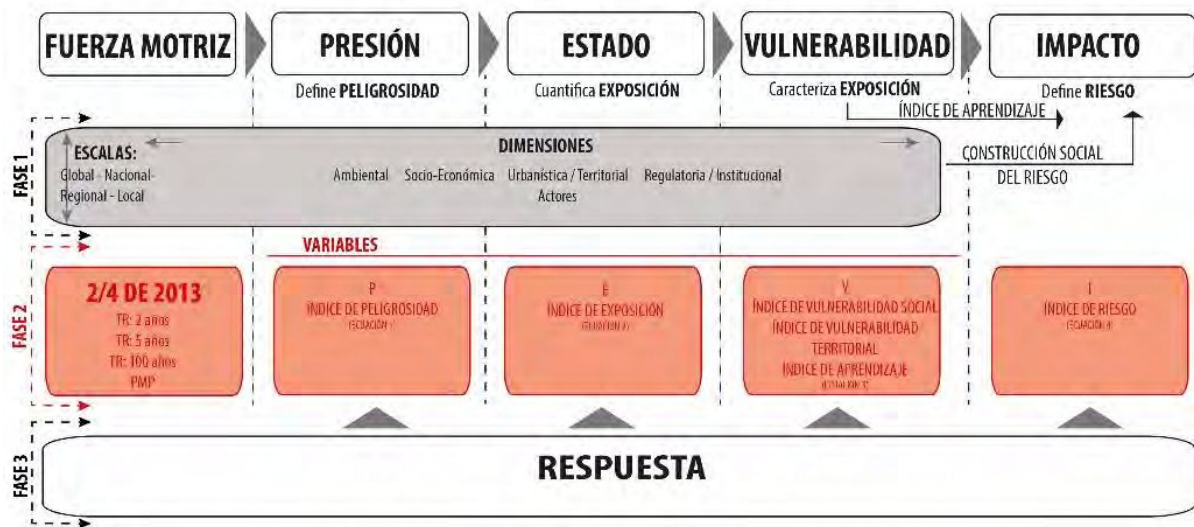 FUERZA MOTRIZ
PRESIÓN
ESTADO
VULNERABILIDAD
IMPACTO
Define PELIGROSIDAD
Cuantifica EXPOSICIÓN
Caracteriza EXPOSICIÓN
Define RIESGO
ÍNDICE DE APRENDIZAJE
FASE 1
ESCALAS:
Global - Nacional-
Regional - Local
DIMENSIONES
Ambiental Socio-Económica Urbanística / Territorial Regulatoria / Institucional
Actores
CONSTRUCCIÓN SOCIAL
DEL RIESGO
VARIABLES
FASE 2
2/4 DE 2013
TR: 2 años
TR: 5 años
TR: 100 años
PMP
P
ÍNDICE DE PELIGROSIDAD
E
ÍNDICE DE EXPOSICIÓN
V
ÍNDICE DE VULNERABILIDAD SOCIAL
ÍNDICE DE VULNERABILIDAD
TERRITORIAL
ÍNDICE DE APRENDIZAJE
I
ÍNDICE DE RIESGO
FASE 3
RESPUESTA